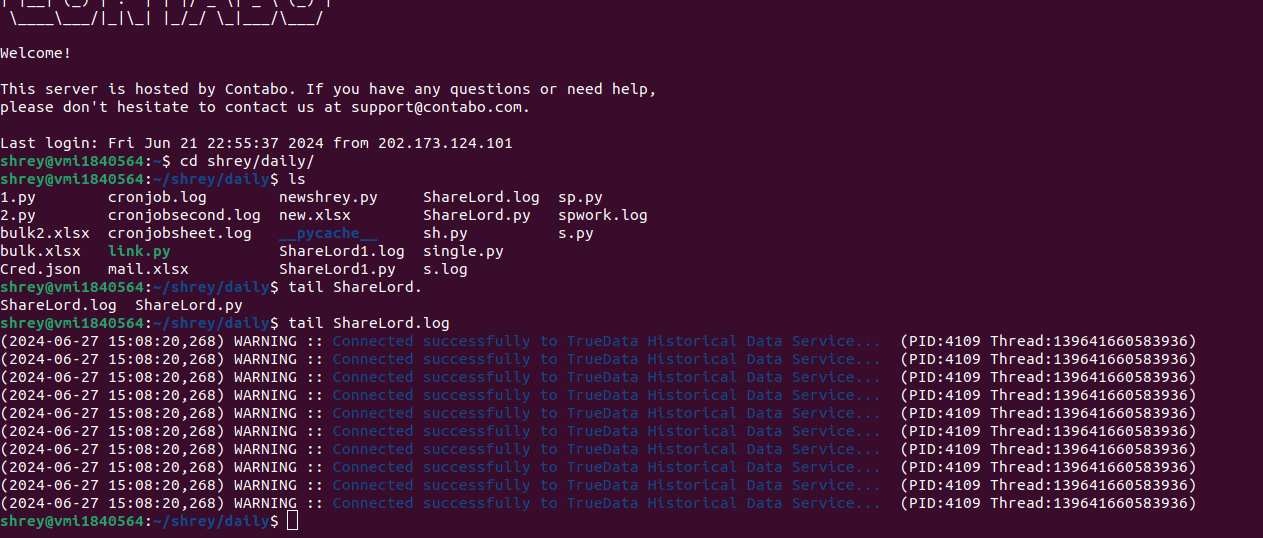 Welcome!
This server is hosted by Contabo. If you have any questions or need help,
please don't hesitate to contact us at support@contabo.com.
Last login: Fri Jun 21 22:55:37 2024 from 202.173.124.101
shrey@vmi1840564:~$ cd shrey/daily/
shrey@vmi1840564:~/shrey/daily$ ls
1.py cronjob.log newshrey.py ShareLord.log sp.py
2.py cronjobsecond.log new.xlsx ShareLord.py spwork.log
bulk2.xlsx cronjobsheet.log __pycache__ sh.py s.py
bulk.xlsx link.py ShareLord1.log single.py
Cred.json mail.xlsx ShareLord1.py s.log
shrey@vmi1840564:~/shrey/daily$ tail ShareLord.
ShareLord.log ShareLord.py
shrey@vmi1840564:~/shrey/daily$ tail ShareLord.log
(2024-06-27 15:08:20,268) WARNING :: Connected successfully to TrueData Historical Data Service... (PID:4109 Thread:139641660583936)
(2024-06-27 15:08:20,268) WARNING :: Connected successfully to TrueData Historical Data Service... (PID:4109 Thread:139641660583936)
(2024-06-27 15:08:20,268) WARNING :: Connected successfully to TrueData Historical Data Service... (PID:4109 Thread:139641660583936)
(2024-06-27 15:08:20,268) WARNING :: Connected successfully to TrueData Historical Data Service... (PID:4109 Thread:139641660583936)
(2024-06-27 15:08:20,268) WARNING :: Connected successfully to TrueData Historical Data Service... (PID:4109 Thread:139641660583936)
(2024-06-27 15:08:20,268) WARNING :: Connected successfully to TrueData Historical Data Service... (PID:4109 Thread:139641660583936)
(2024-06-27 15:08:20,268) WARNING :: Connected successfully to TrueData Historical Data Service... (PID:4109 Thread:139641660583936)
(2024-06-27 15:08:20,268) WARNING :: Connected successfully to TrueData Historical Data Service... (PID:4109 Thread:139641660583936)
(2024-06-27 15:08:20,268) WARNING :: Connected successfully to TrueData Historical Data Service... (PID:4109 Thread:139641660583936)
(2024-06-27 15:08:20,268) WARNING :: Connected successfully to TrueData Historical Data Service... (PID:4109 Thread:139641660583936)
shrey@vmi1840564:~/shrey/daily$